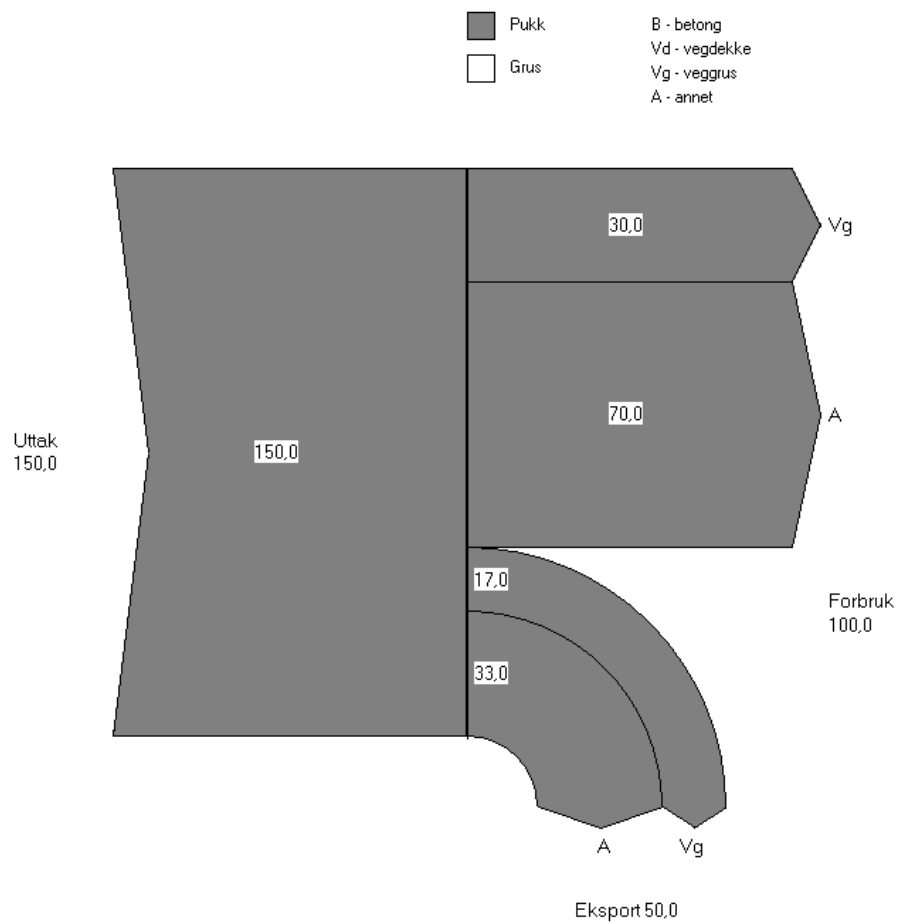 Pukk
Grus
B - betong
Vd - vegdekke
Vg - veggrus
A - annet
30,0
Vg
70,0
A
Uttak
150,0
150,0
17,0
33,0
Forbruk
100,0
A
Vg
Eksport 50,0